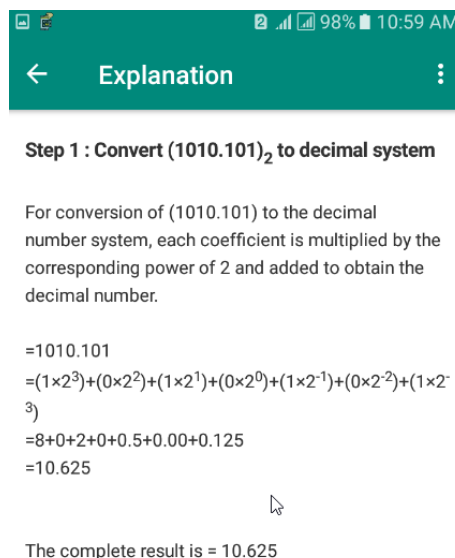 2 98% 10:59 AM
Explanation
Step 1 : Convert (1010.101)₂ to decimal system
For conversion of (1010.101) to the decimal
number system, each coefficient is multiplied by the
corresponding power of 2 and added to obtain the
decimal number.
=1010.101
=(1×2³)+(0×2²)+(1×2¹)+(0×2⁰)+(1×2⁻¹)+(0×2⁻²)+(1×2⁻
³)
=8+0+2+0+0.5+0.00+0.125
=10.625
The complete result is = 10.625